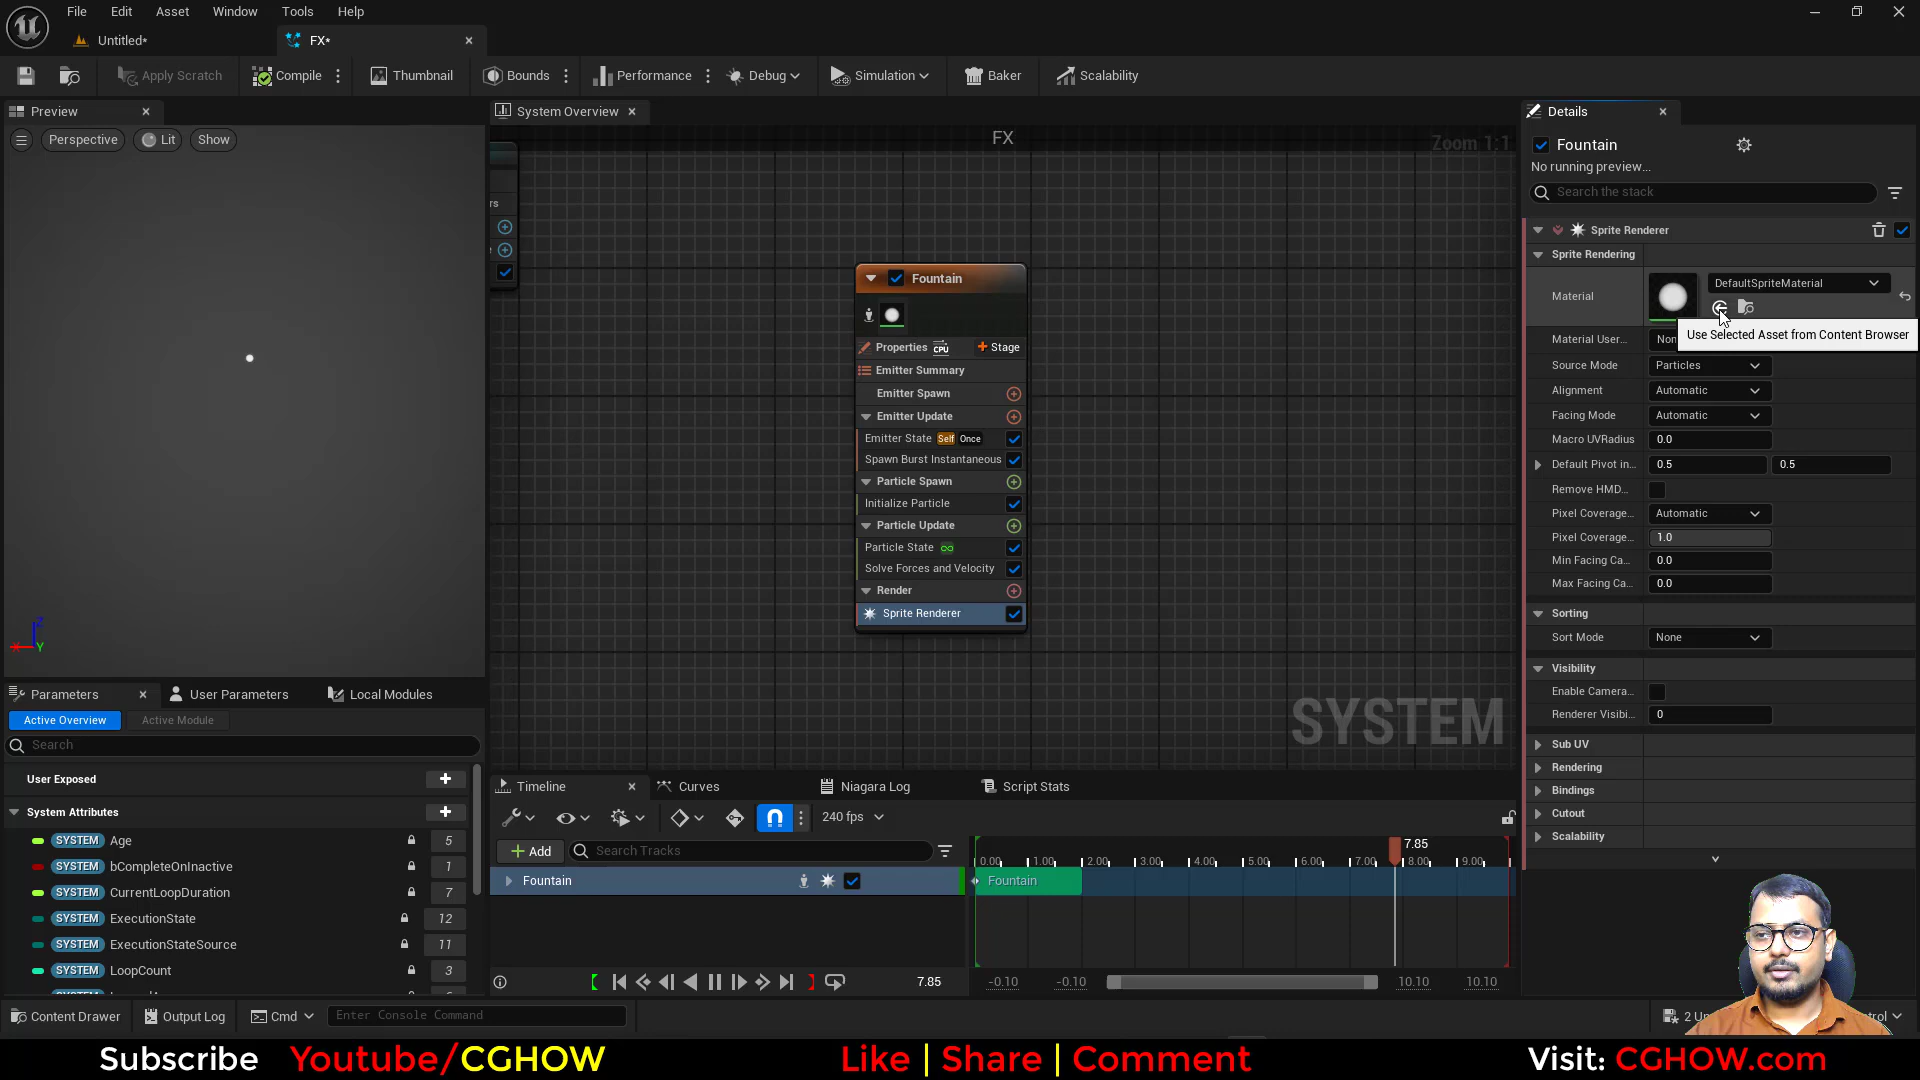 File Edit Asset Window Tools Help
Untitled*
FX*
Apply Scratch
Compile
Thumbnail
Bounds
Performance
Debug
Simulation
Baker
Scalability
Preview
Perspective
Lit
Show
Z
X
Y
System Overview
FX
Zoom 1:1
rs
Fountain
Properties CPU + Stage
Emitter Summary
Emitter Spawn
Emitter Update
Emitter State Self Once
Spawn Burst Instantaneous
Particle Spawn
Initialize Particle
Particle Update
Particle State
Solve Forces and Velocity
Render
Sprite Renderer
SYSTEM
Details
Fountain
No running preview...
Search the stack
Sprite Renderer
Sprite Rendering
Material
DefaultSpriteMaterial
Use Selected Asset from Content Browser
Material User... Non
Source Mode Particles
Alignment Automatic
Facing Mode Automatic
Macro UVRadius 0.0
Default Pivot in... 0.5 0.5
Remove HMD...
Pixel Coverage... Automatic
Pixel Coverage... 1.0
Min Facing Ca... 0.0
Max Facing Ca... 0.0
Sorting
Sort Mode None
Visibility
Enable Camera...
Renderer Visibi... 0
Sub UV
Rendering
Bindings
Cutout
Scalability
Parameters
User Parameters
Local Modules
Active Overview
Active Module
Search
User Exposed
System Attributes
SYSTEM Age 5
SYSTEM bCompleteOnInactive 1
SYSTEM CurrentLoopDuration 7
SYSTEM ExecutionState 12
SYSTEM ExecutionStateSource 11
SYSTEM LoopCount 3
Timeline
Curves
Niagara Log
Script Stats
240 fps
+ Add
Search Tracks
7.85
0.00 1.00 2.00 3.00 4.00 5.00 6.00 7.00 8.00 9.00
Fountain
Fountain
7.85
-0.10 -0.10 10.10 10.10
Content Drawer
Output Log
Cmd
Enter Console Command
2 Un
trol
Subscribe Youtube/CGHOW
Like | Share | Comment
Visit: CGHOW.com